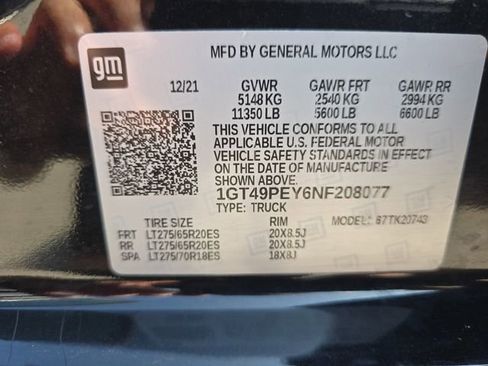 gm
MFD BY GENERAL MOTORS LLC
12/21 GVWR GAWR FRT GAWR RR
5148 KG 2540 KG 2994 KG
11350 LB 5600 LB 6600 LB
THIS VEHICLE CONFORMS TO ALL
APPLICABLE U.S. FEDERAL MOTOR
VEHICLE SAFETY STANDARDS IN EFFECT
ON THE DATE OF MANUFACTURE
SHOWN ABOVE.
1GT49PEY6NF208077
TYPE: TRUCK
TIRE SIZE RIM MODEL:
FRT LT275/65R20ES 20X8.5J
RR LT275/65R20ES 20X8.5J
SPA LT275/70R18ES 18X8J